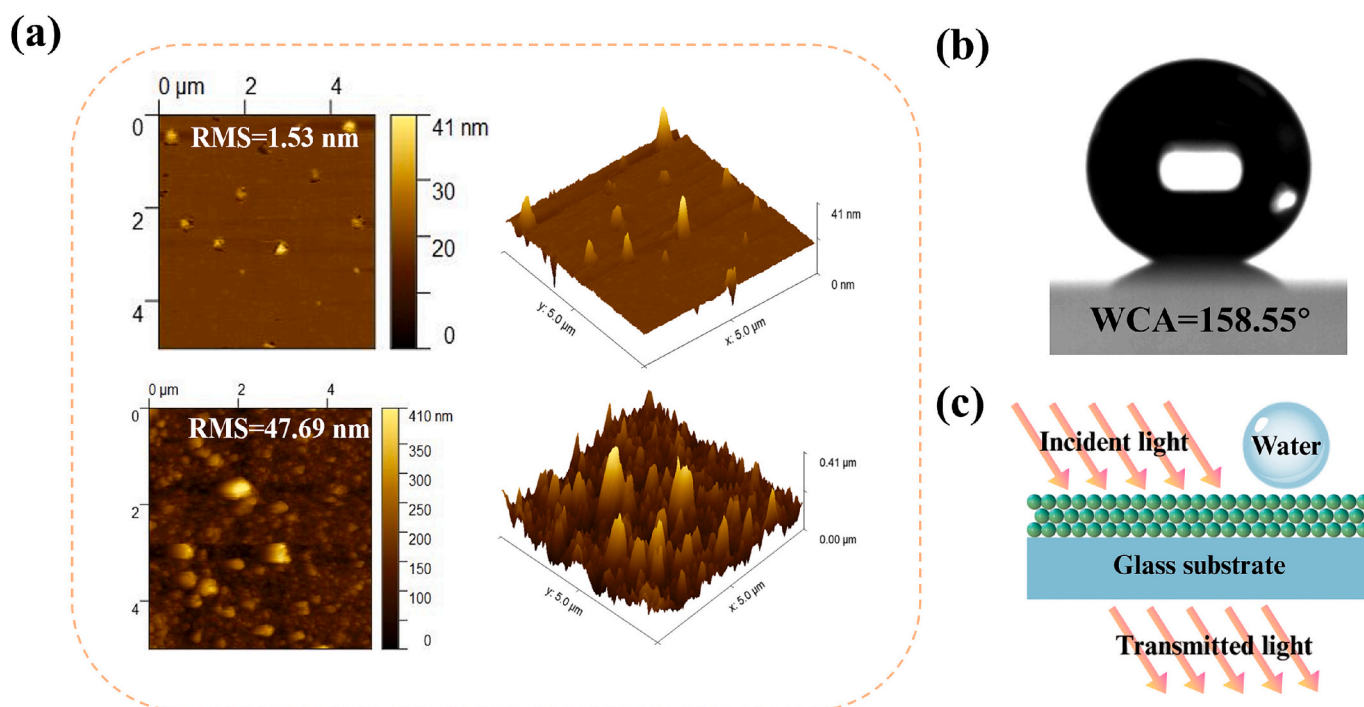 (a)
0 µm 2 4
0
2
4
RMS=1.53 nm
41 nm
30
20
0
41 nm
0 nm
y: 5.0 µm
x: 5.0 µm
0 µm 2 4
0
2
4
RMS=47.69 nm
410 nm
350
300
250
200
150
100
0
0.41 µm
0.00 µm
y: 5.0 µm
x: 5.0 µm
(b)
WCA=158.55°
(c)
Incident light
Water
Glass substrate
Transmitted light